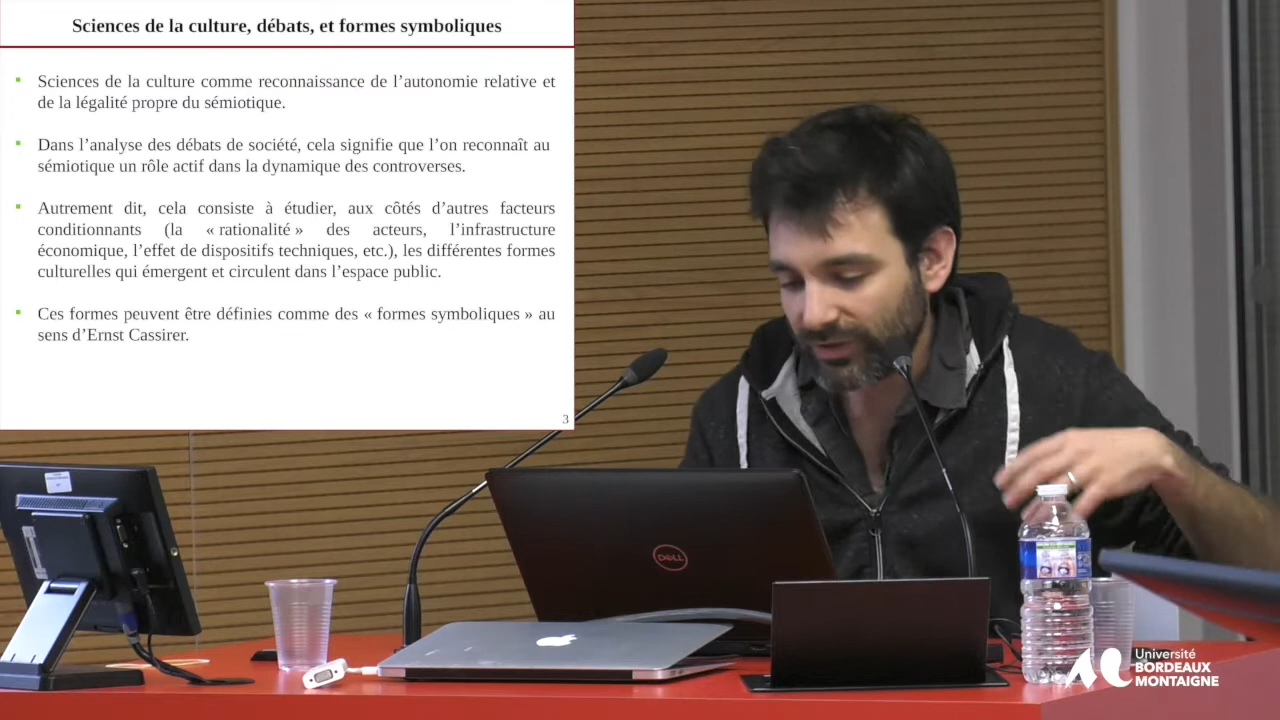 Sciences de la culture, débats, et formes symboliques
Sciences de la culture comme reconnaissance de l’autonomie relative et
de la légalité propre du sémiotique.
Dans l’analyse des débats de société, cela signifie que l’on reconnaît au
sémiotique un rôle actif dans la dynamique des controverses.
Autrement dit, cela consiste à étudier, aux côtés d’autres facteurs
conditionnants (la « rationalité » des acteurs, l’infrastructure
économique, l’effet de dispositifs techniques, etc.), les différentes formes
culturelles qui émergent et circulent dans l’espace public.
Ces formes peuvent être définies comme des « formes symboliques » au
sens d’Ernst Cassirer.
3
DELL
Université
BORDEAUX
MONTAIGNE